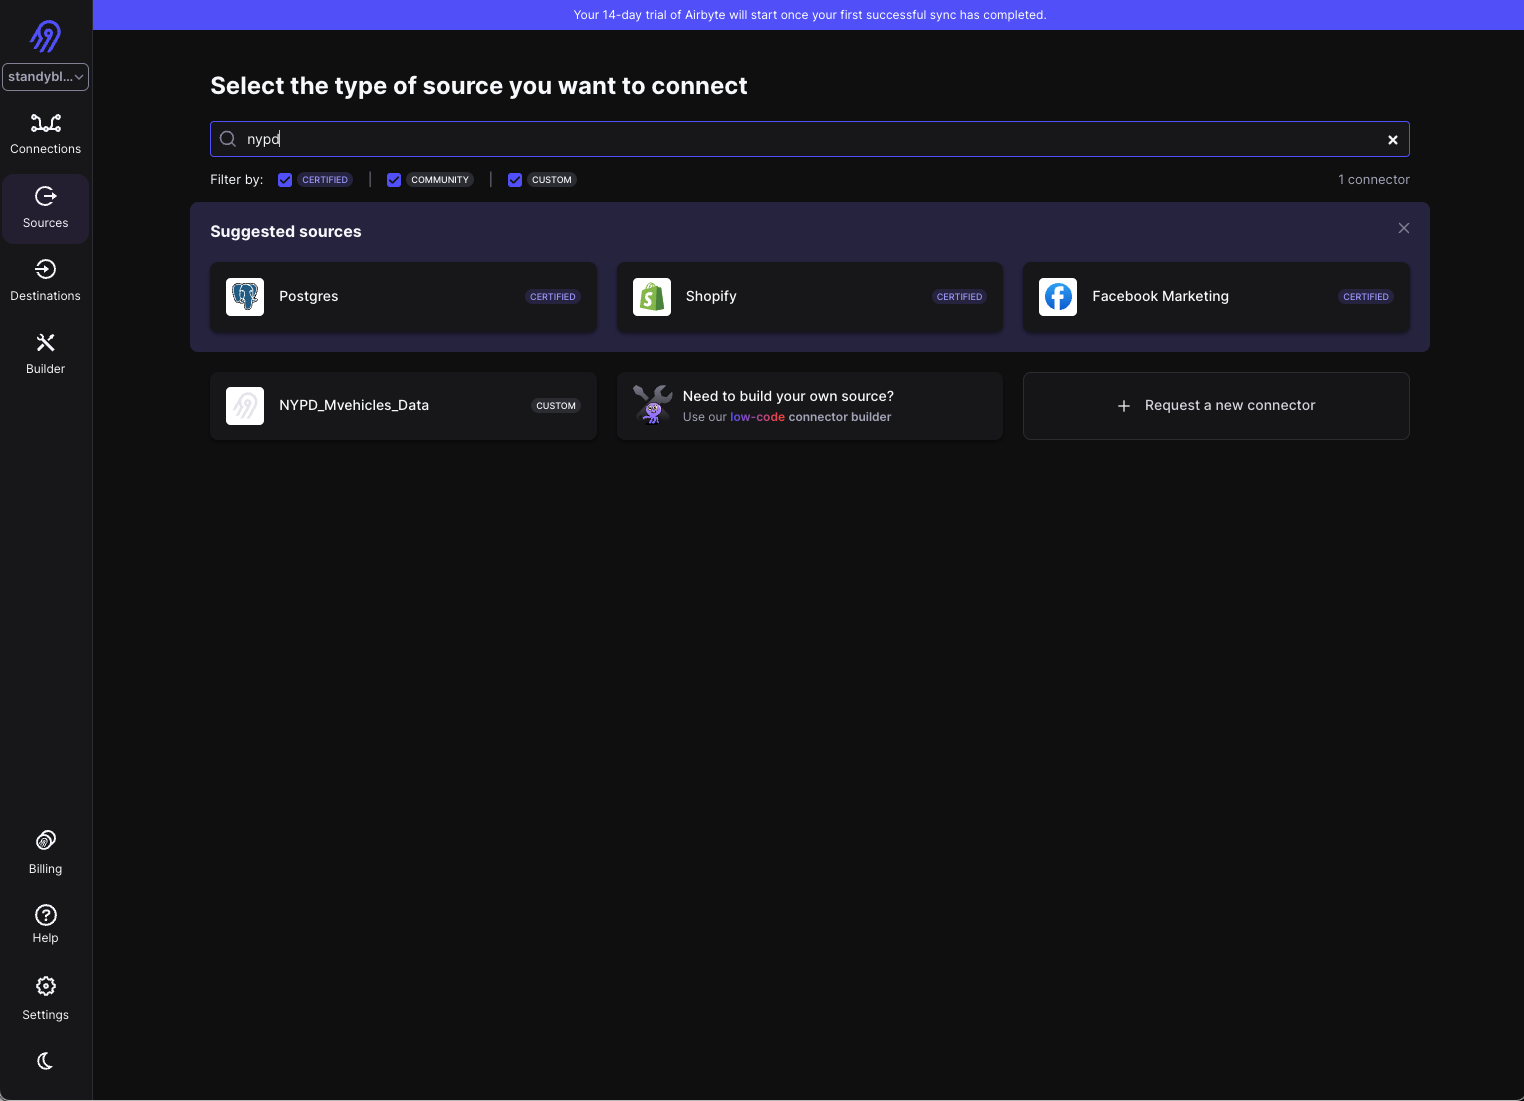 Your 14-day trial of Airbyte will start once your first successful sync has completed.
standybl...
Connections
Sources
Destinations
Builder
Billing
Help
Settings
Select the type of source you want to connect
nypd
Filter by: CERTIFIED | COMMUNITY | CUSTOM 1 connector
Suggested sources
Postgres CERTIFIED
Shopify CERTIFIED
Facebook Marketing CERTIFIED
NYPD_Mvehicles_Data CUSTOM
Need to build your own source?
Use our low-code connector builder
Request a new connector